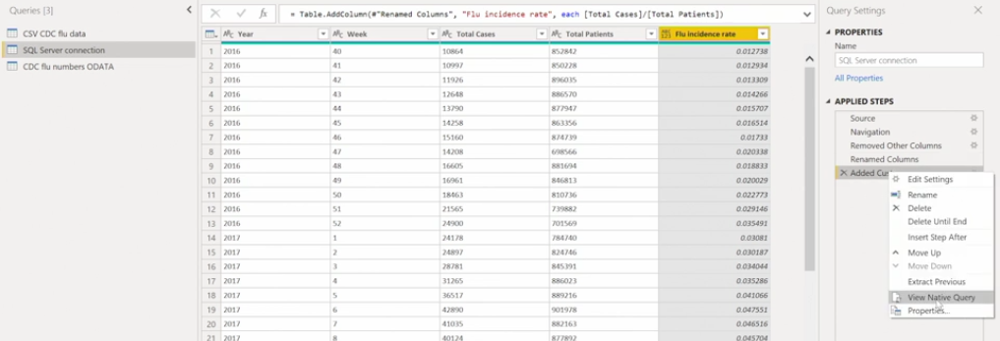 Queries [3]
CSV CDC flu data
SQL Server connection
CDC flu numbers ODATA
fx = Table.AddColumn(#"Renamed Columns", "Flu incidence rate", each [Total Cases]/[Total Patients])
Year Week Total Cases Total Patients Flu incidence rate
1 2016 40 10864 852842 0.012738
2 2016 41 10997 850228 0.012934
3 2016 42 11926 896035 0.013309
4 2016 43 12648 886570 0.014266
5 2016 44 13790 877947 0.015707
6 2016 45 14258 863356 0.016514
7 2016 46 15160 874739 0.01733
8 2016 47 14208 698566 0.020338
9 2016 48 16605 881694 0.018833
10 2016 49 16961 846813 0.020029
11 2016 50 18463 810736 0.022773
12 2016 51 21565 739882 0.029146
13 2016 52 24900 701569 0.035491
14 2017 1 24178 784740 0.03081
15 2017 2 24897 824746 0.030187
16 2017 3 28781 845391 0.034044
17 2017 4 31265 886023 0.035286
18 2017 5 36517 889216 0.041066
19 2017 6 42890 901978 0.047551
20 2017 7 41035 882163 0.046516
21 2017 8 40124 877892 0.045704
Query Settings
PROPERTIES
Name
SQL Server connection
All Properties
APPLIED STEPS
Source
Navigation
Removed Other Columns
Renamed Columns
Added
Edit Settings
Rename
Delete
Delete Until End
Insert Step After
Move Up
Move Down
Extract Previous
View Native Query
Properties...